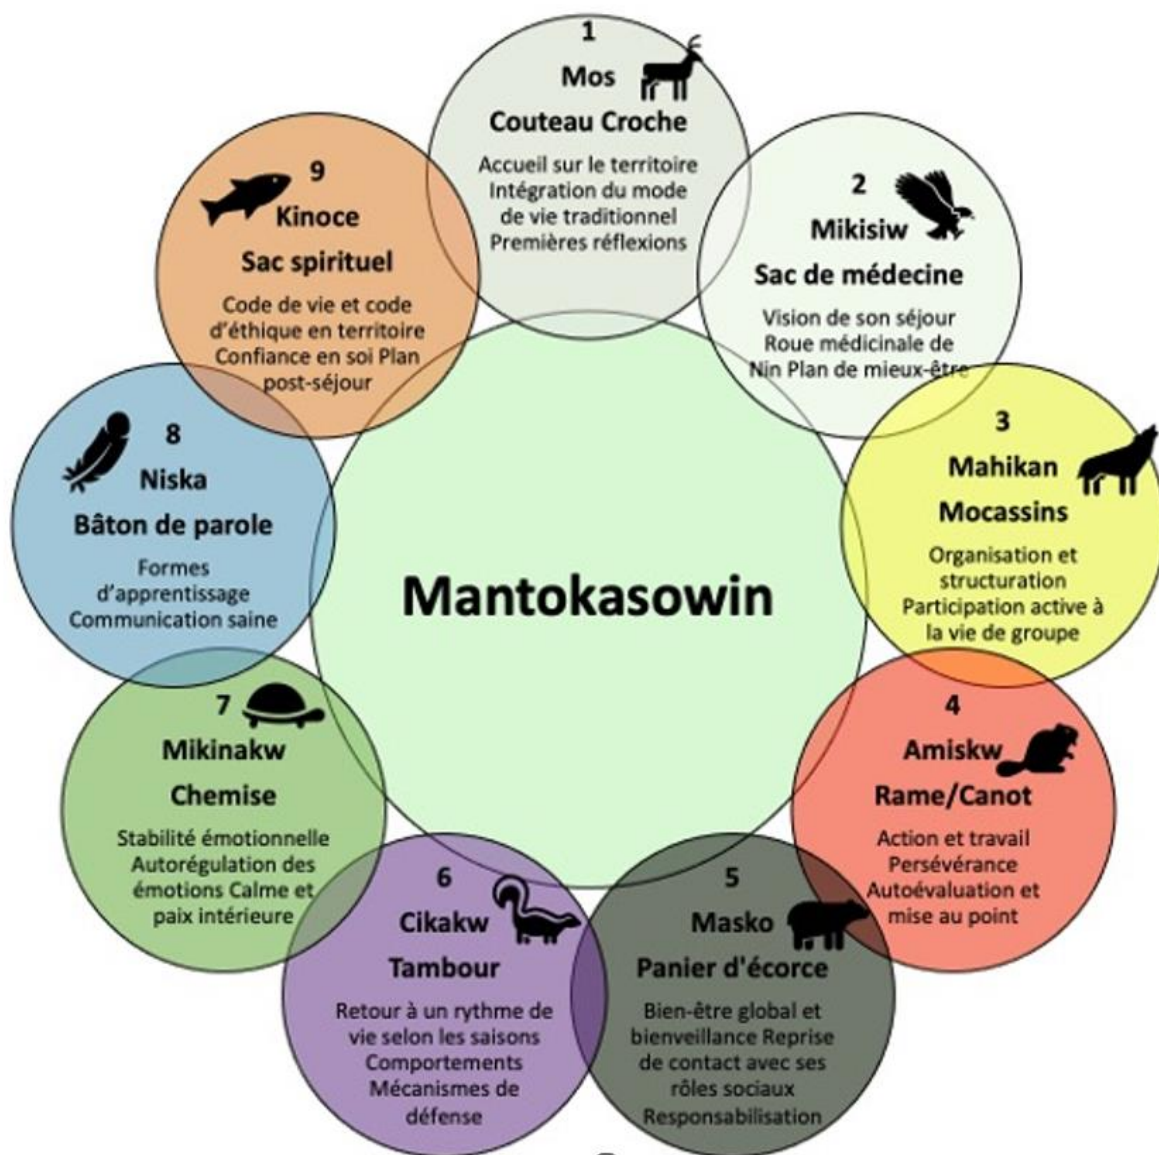 1
Mos
Couteau Croche
Accueil sur le territoire
Intégration du mode
de vie traditionnel
Premières réflexions
2
Mikisiw
Sac de médecine
Vision de son séjour
Roue médicinale de
Nin Plan de mieux-être
3
Mahikan
Mocassins
Organisation et
structuration
Participation active à
la vie de groupe
4
Amiskw
Rame/Canot
Action et travail
Persévérance
Autoévaluation et
mise au point
5
Masko
Panier d'écorce
Bien-être global et
bienveillance Reprise
de contact avec ses
rôles sociaux
Responsabilisation
6
Cikakw
Tambour
Retour à un rythme de
vie selon les saisons
Comportements
Mécanismes de
défense
7
Mikinakw
Chemise
Stabilité émotionnelle
Autorégulation des
émotions Calme et
paix intérieure
8
Niska
Bâton de parole
Formes
d’apprentissage
Communication saine
9
Kinoce
Sac spirituel
Code de vie et code
d’éthique en territoire
Confiance en soi Plan
post-séjour
Mantokasowin